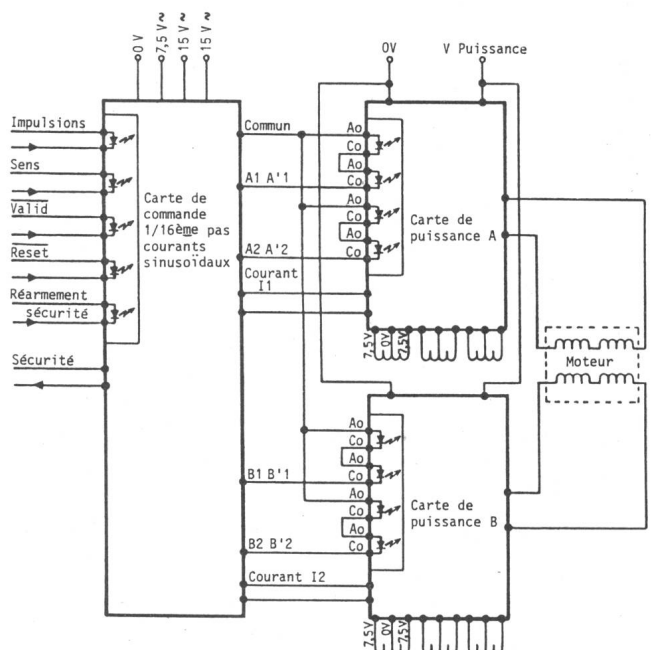 0 V
7,5 V~
15 V~
15 V~
0V
V Puissance
Impulsions
Sens
Valid
Reset
Réarmement
sécurité
Sécurité
Carte de
commande
1/16ème pas
courants
sinusoïdaux
Commun
A1 A'1
A2 A'2
Courant
I1
Ao
Co
Ao
Co
Ao
Co
Ao
Co
Carte de
puissance A
7,5V
0V
7,5V
Moteur
B1 B'1
B2 B'2
Courant I2
Ao
Co
Ao
Co
Ao
Co
Ao
Co
Carte de
puissance B
7,5V
0V
7,5V